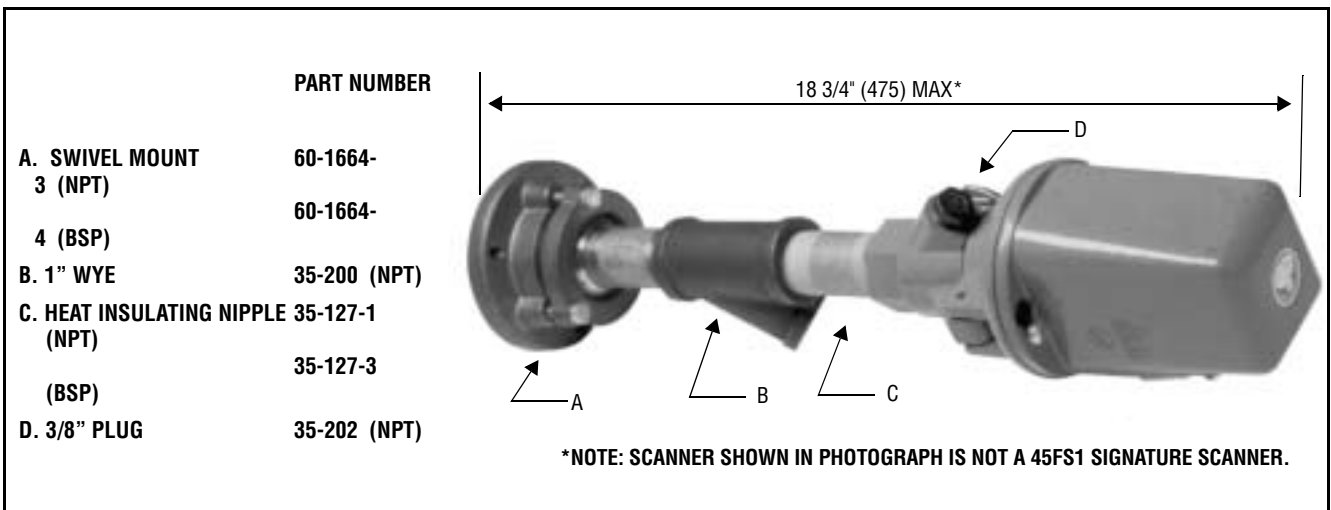 PART NUMBER
18 3/4" (475) MAX*
D
A. SWIVEL MOUNT 60-1664-
3 (NPT)
60-1664-
4 (BSP)
B. 1” WYE 35-200 (NPT)
C. HEAT INSULATING NIPPLE 35-127-1
(NPT)
35-127-3
(BSP)
D. 3/8” PLUG 35-202 (NPT)
A
B
C
*NOTE: SCANNER SHOWN IN PHOTOGRAPH IS NOT A 45FS1 SIGNATURE SCANNER.